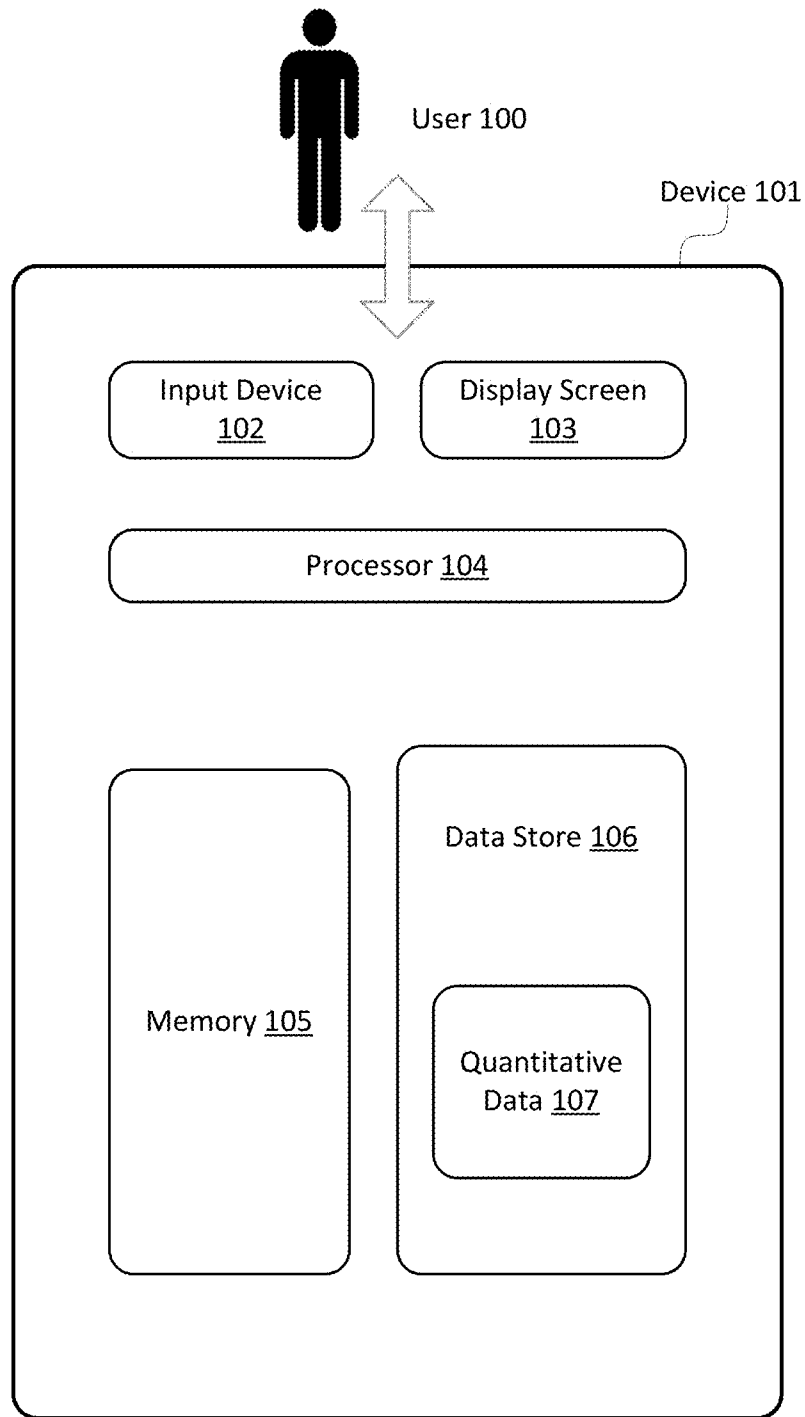 User 100
Device 101
Input Device
102
Display Screen
103
Processor 104
Data Store 106
Memory 105
Quantitative
Data 107